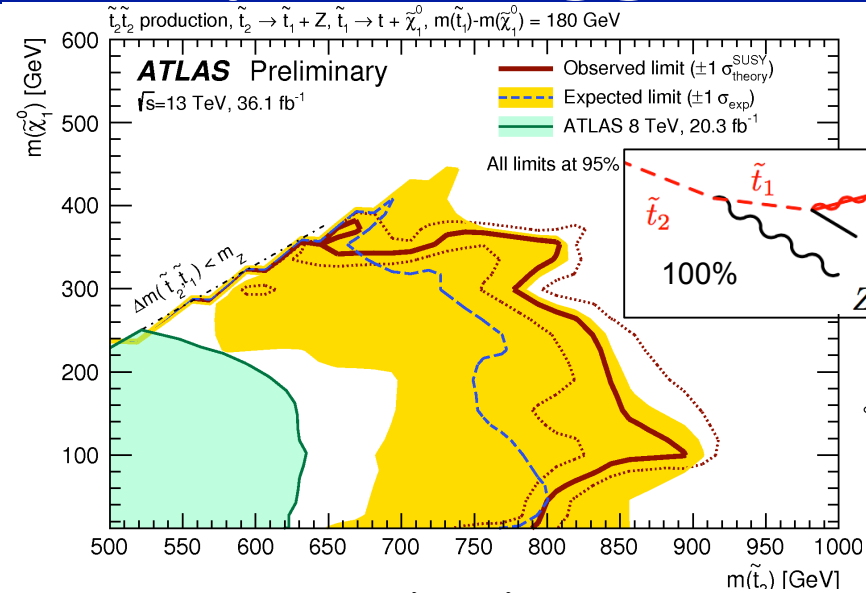 t̃₂t̃₂ production, t̃₂ → t̃₁ + Z, t̃₁ → t + χ̃₁⁰, m(t̃₁)-m(χ̃₁⁰) = 180 GeV
ATLAS Preliminary
√s=13 TeV, 36.1 fb⁻¹
Observed limit (±1 σ_theory^SUSY)
Expected limit (±1 σ_exp)
ATLAS 8 TeV, 20.3 fb⁻¹
All limits at 95%
t̃₁
t̃₂
100%
Z
Δm(t̃₂,t̃₁) < m_Z
m(χ̃₁⁰) [GeV]
600
500
400
300
200
100
500 550 600 650 700 750 800 850 900 950 1000
m(t̃₂) [GeV]